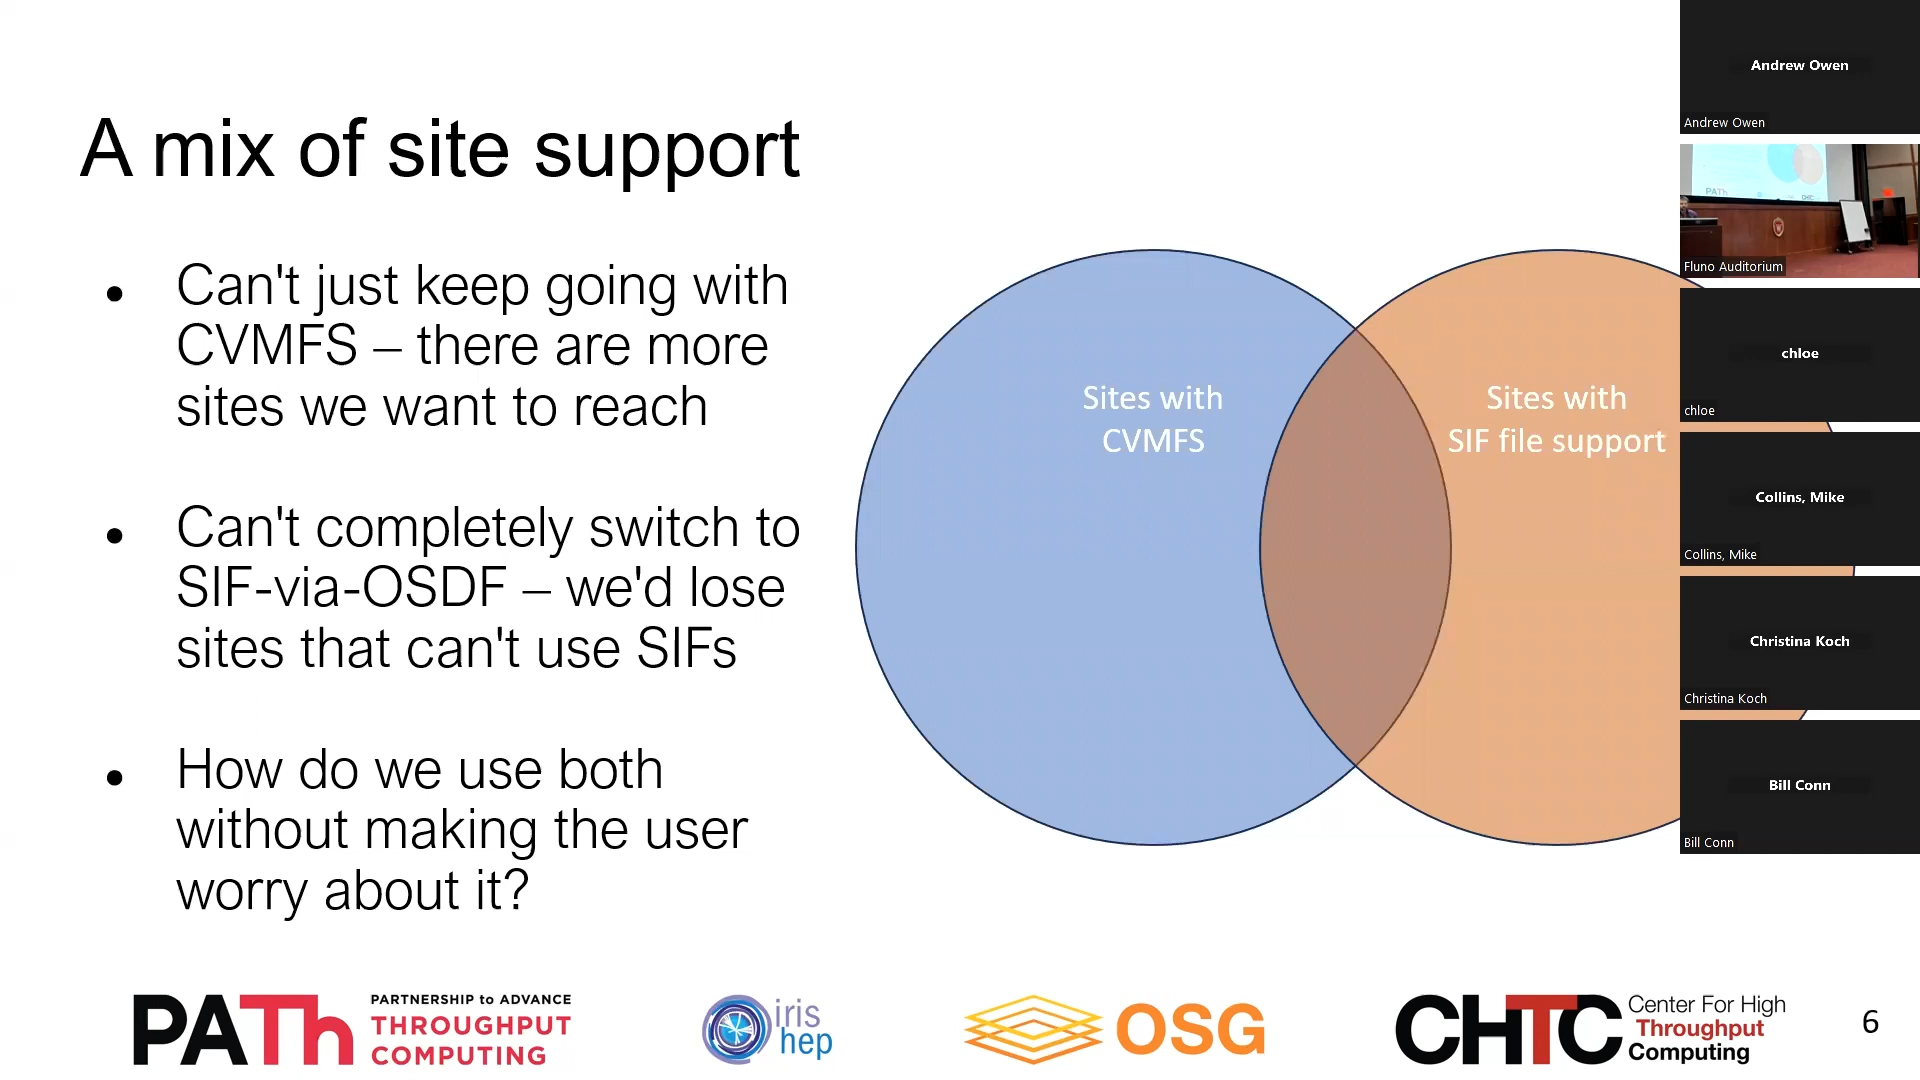 A mix of site support
• Can't just keep going with
CVMFS – there are more
sites we want to reach
• Can't completely switch to
SIF-via-OSDF – we'd lose
sites that can't use SIFs
• How do we use both
without making the user
worry about it?
Sites with
CVMFS
Sites with
SIF file support
Andrew Owen
Andrew Owen
PATh
Fluno Auditorium
chloe
chloe
Collins, Mike
Collins, Mike
Christina Koch
Christina Koch
Bill Conn
Bill Conn
PATh
PARTNERSHIP to ADVANCE
THROUGHPUT
COMPUTING
iris
hep
OSG
CHTC
Center For High
Throughput
Computing
6